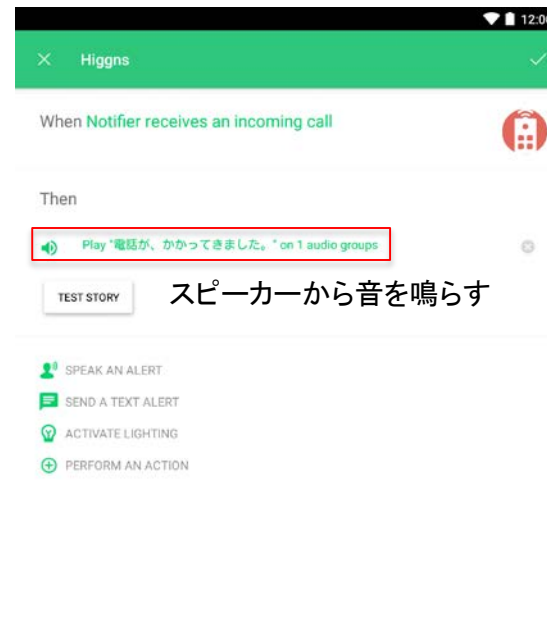 12:00
Higgns
When Notifier receives an incoming call
Then
Play "電話が、かかってきました。" on 1 audio groups
TEST STORY
スピーカーから音を鳴らす
SPEAK AN ALERT
SEND A TEXT ALERT
ACTIVATE LIGHTING
PERFORM AN ACTION